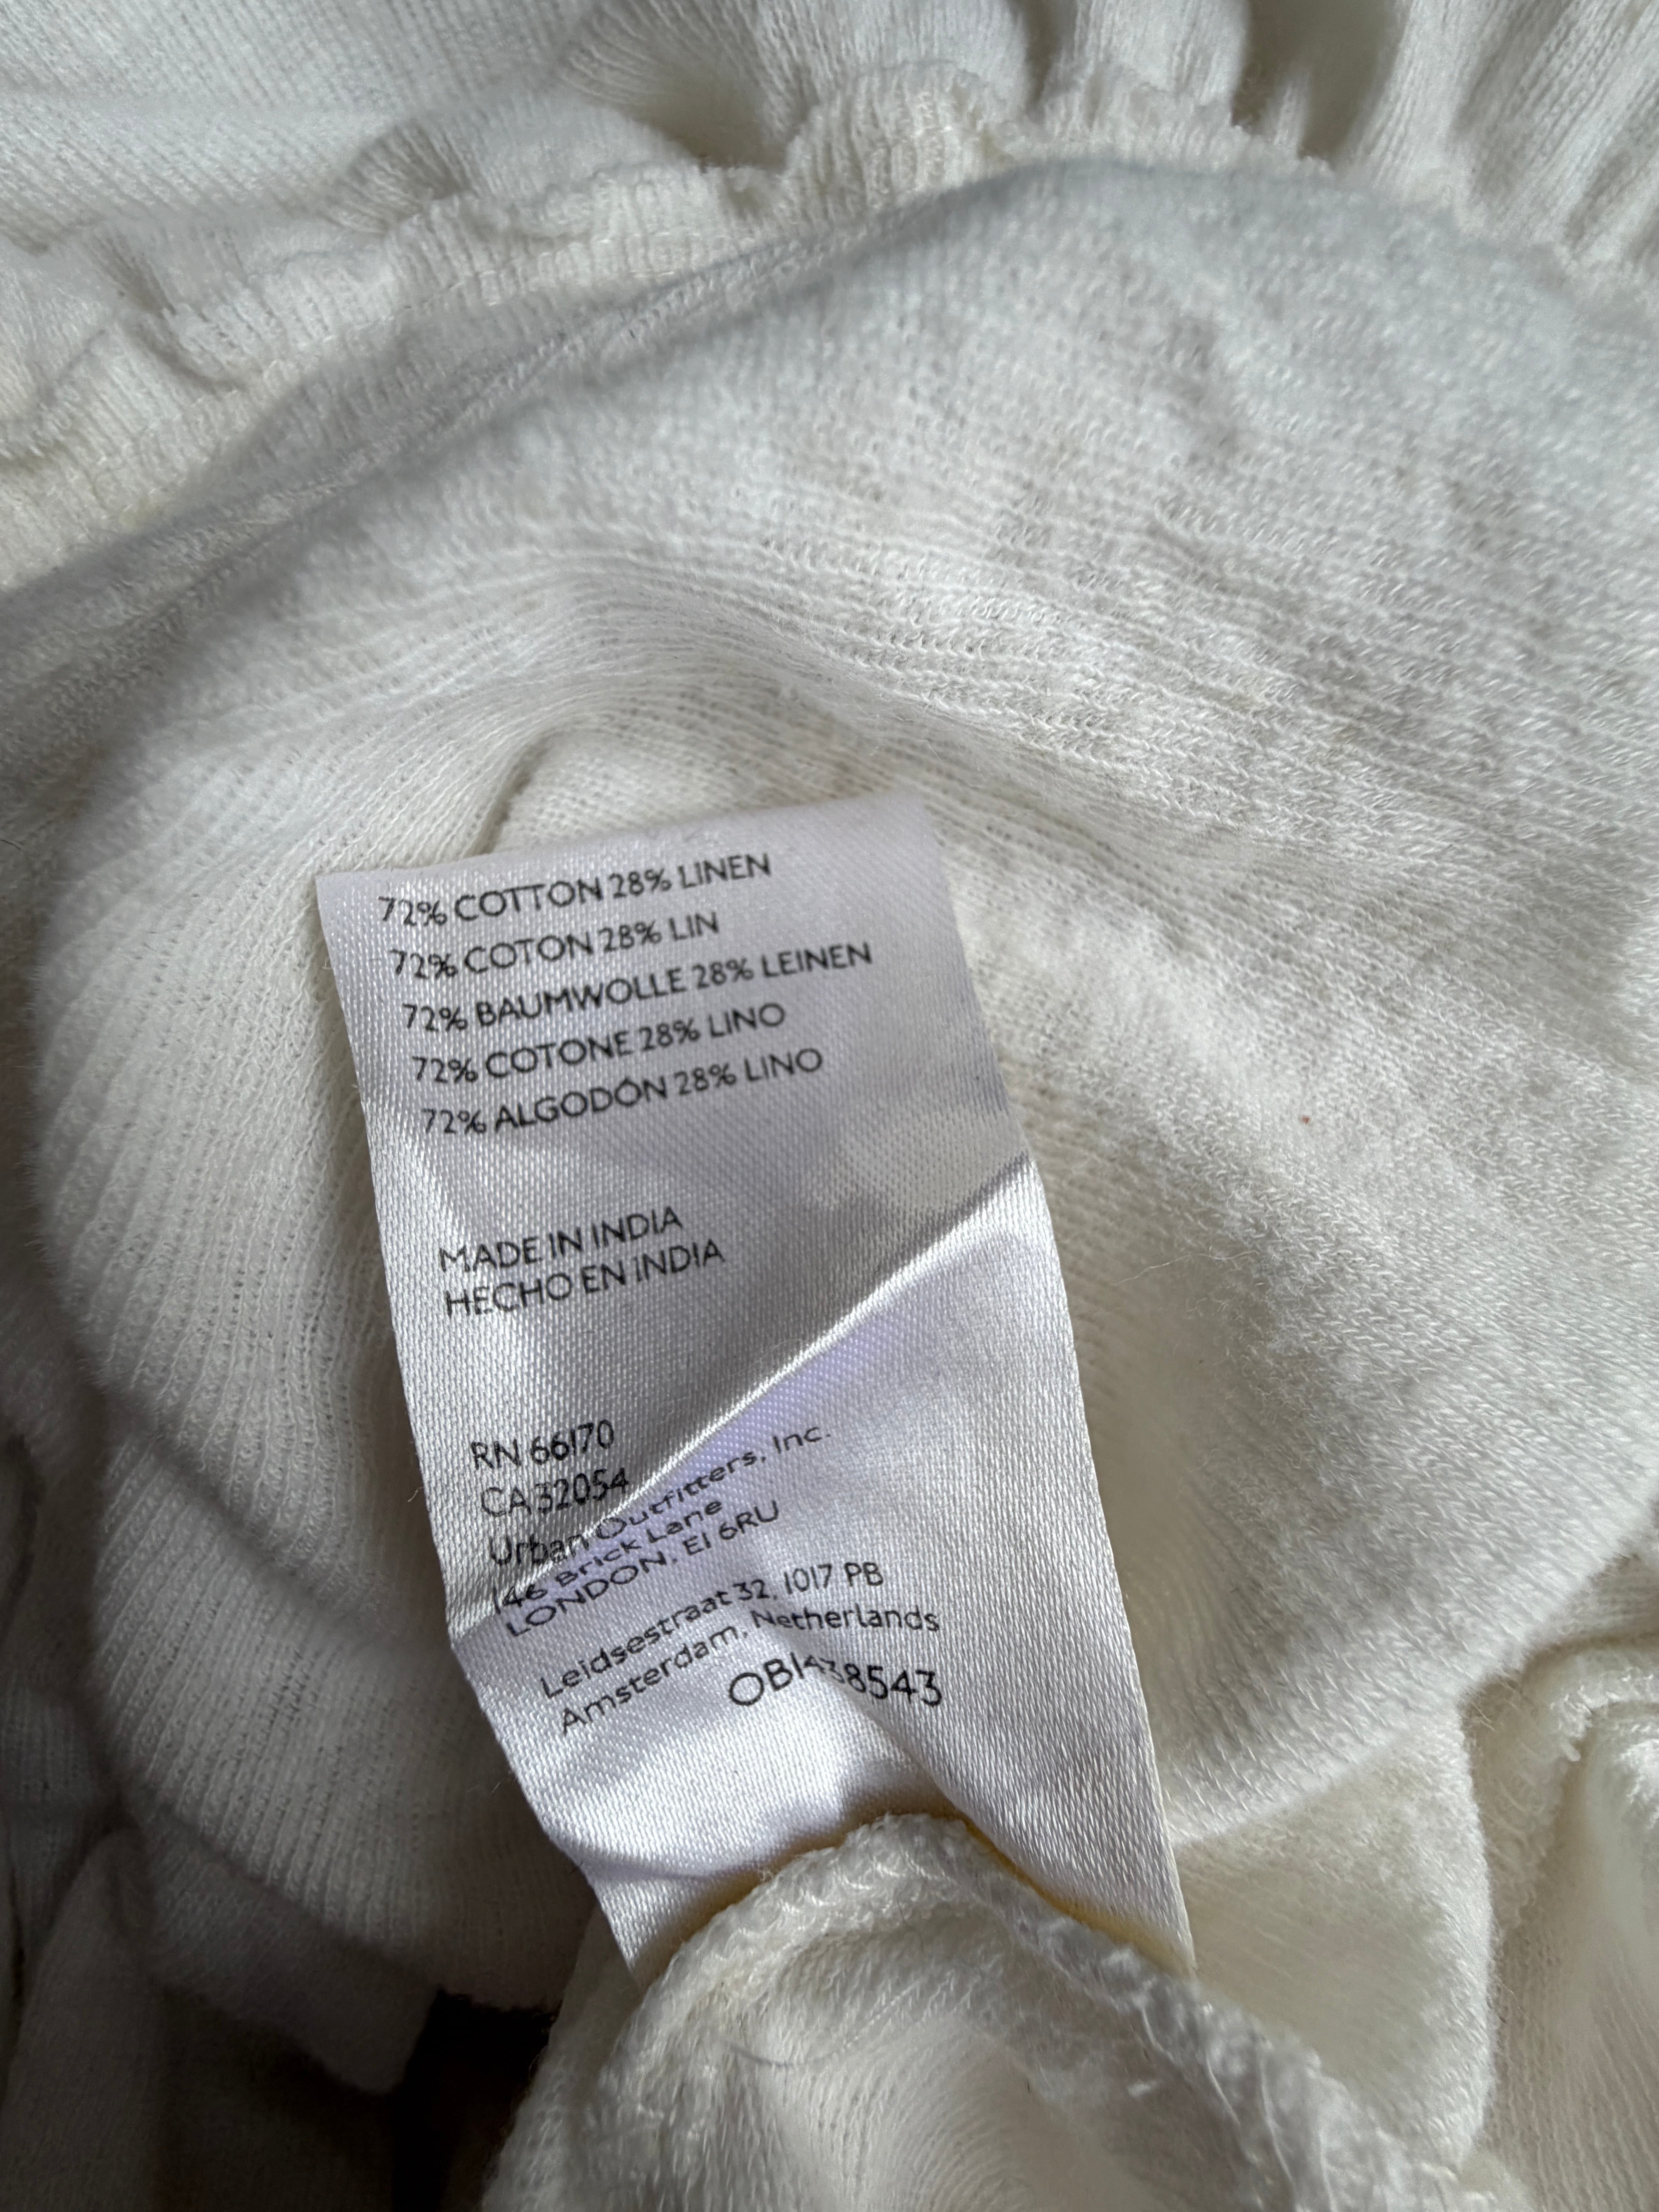 72% COTTON 28% LINEN
72% COTON 28% LIN
72% BAUMWOLLE 28% LEINEN
72% COTONE 28% LINO
72% ALGODÓN 28% LINO
MADE IN INDIA
HECHO EN INDIA
RN 66170
CA 32054
Urban Outfitters, Inc.
146 Brick Lane
LONDON, E1 6RU
Leidsestraat 32, 1017 PB
Amsterdam, Netherlands
OB1438543